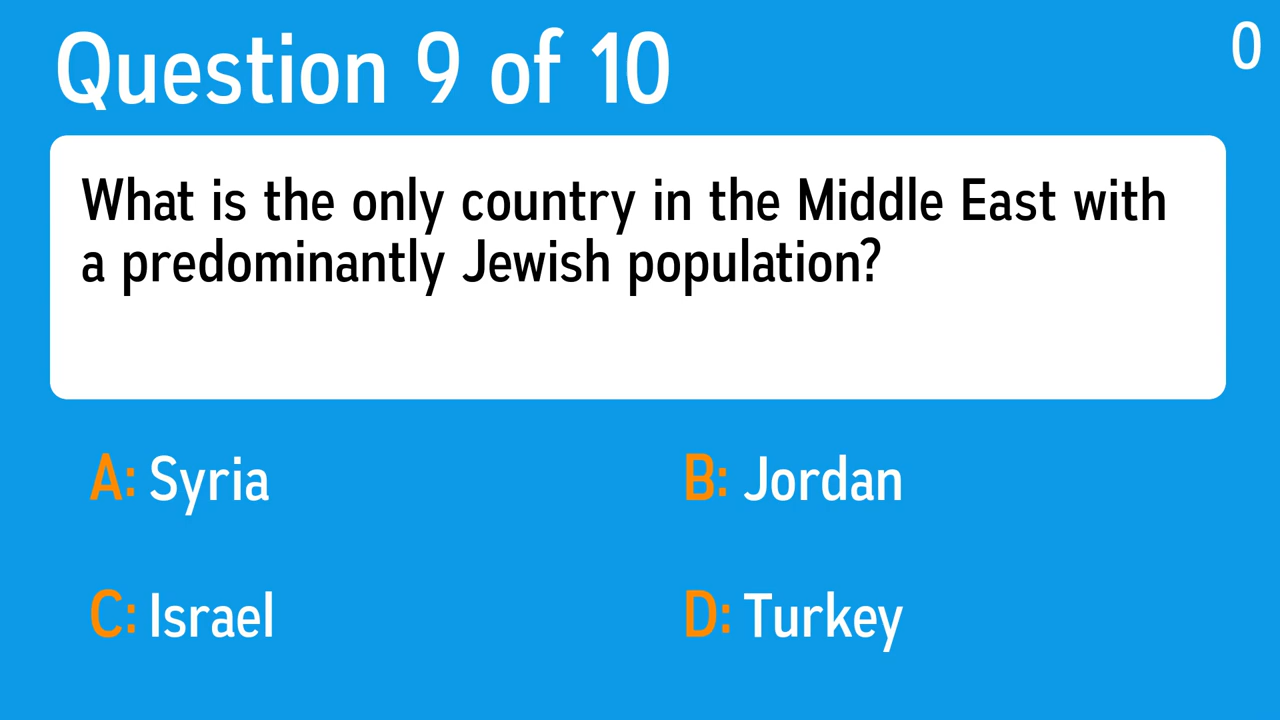 Question 9 of 10
0
What is the only country in the Middle East with
a predominantly Jewish population?
A: Syria
B: Jordan
C: Israel
D: Turkey